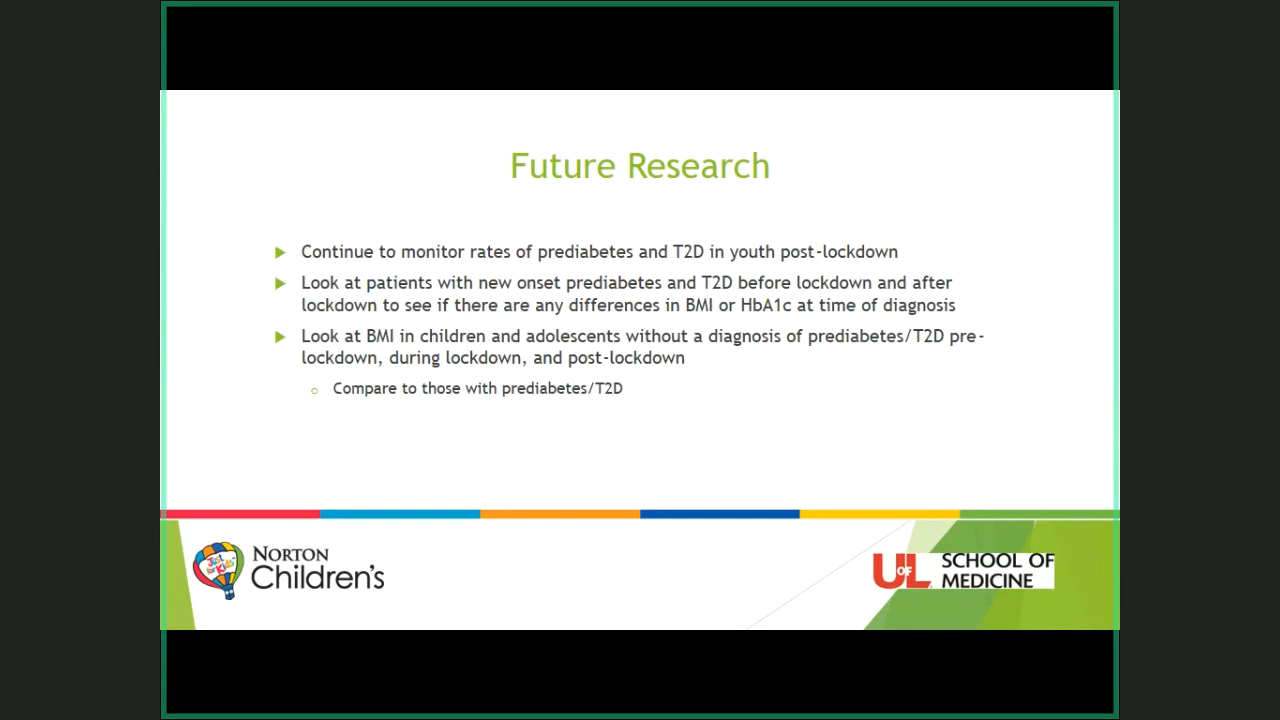 Future Research
Continue to monitor rates of prediabetes and T2D in youth post-lockdown
Look at patients with new onset prediabetes and T2D before lockdown and after
lockdown to see if there are any differences in BMI or HbA1c at time of diagnosis
Look at BMI in children and adolescents without a diagnosis of prediabetes/T2D pre-
lockdown, during lockdown, and post-lockdown
Compare to those with prediabetes/T2D
Just
for Kids
NORTON
Children's
UOFL
SCHOOL OF
MEDICINE